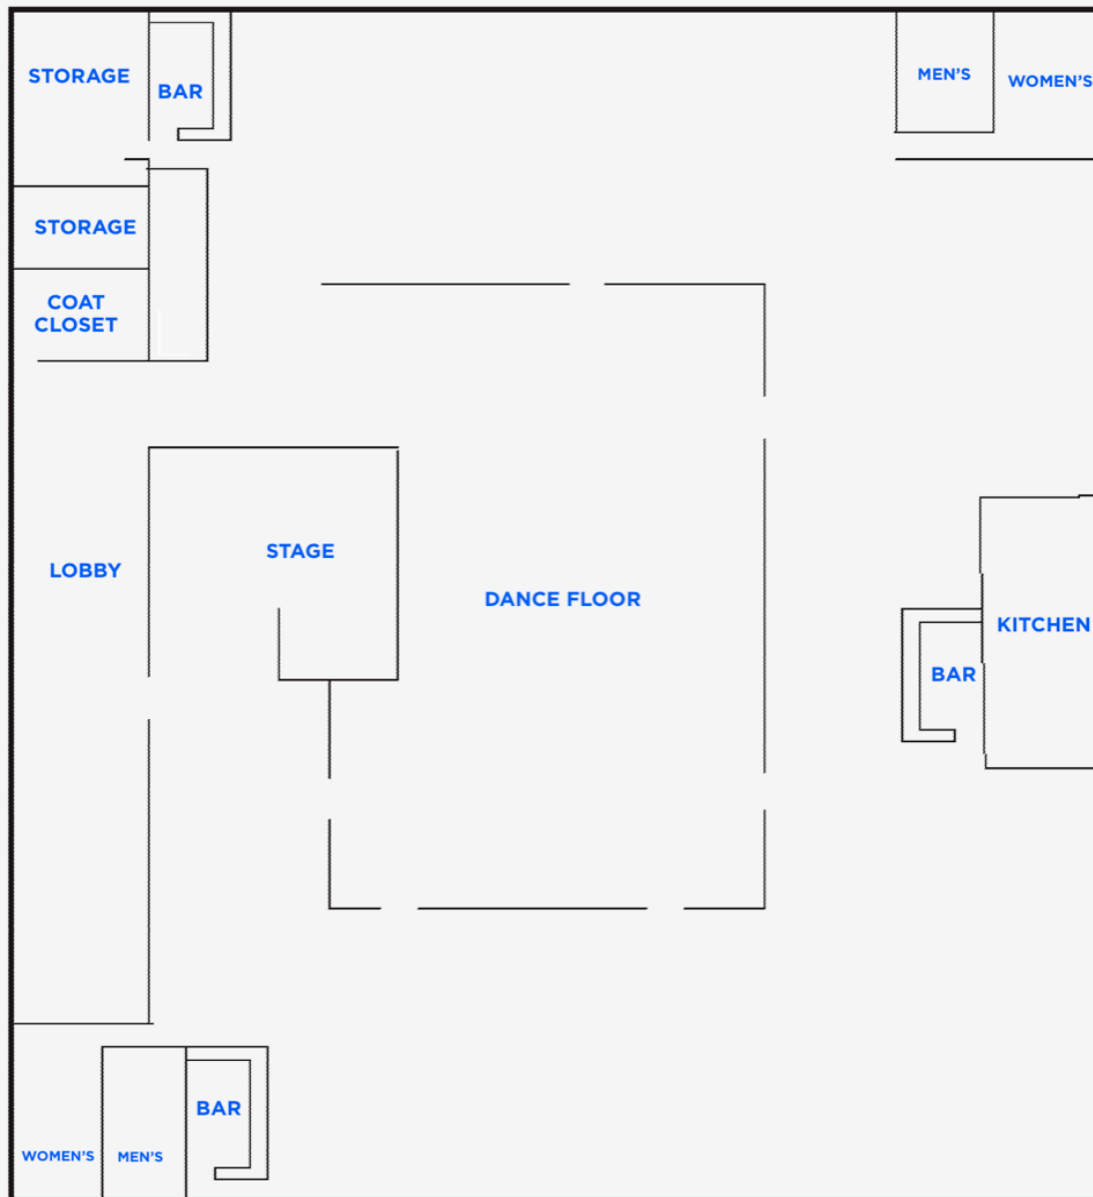 STORAGE
BAR
MEN'S
WOMEN'S
STORAGE
COAT
CLOSET
STAGE
LOBBY
DANCE FLOOR
KITCHEN
BAR
BAR
WOMEN'S
MEN'S